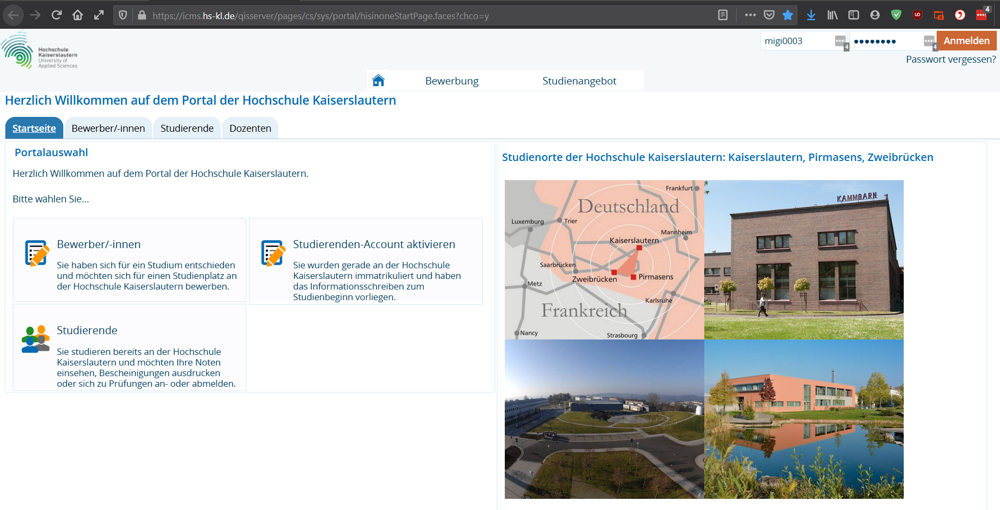 https://icms.hs-kl.de/qisserver/pages/cs/sys/portal/hisinoneStartPage.faces?chco=y
4
Hochschule
Kaiserslautern
University of
Applied Sciences
migi0003
4
4
Anmelden
Passwort vergessen?
Bewerbung
Studienangebot
Herzlich Willkommen auf dem Portal der Hochschule Kaiserslautern
Startseite
Bewerber/-innen
Studierende
Dozenten
Portalauswahl
Herzlich Willkommen auf dem Portal der Hochschule Kaiserslautern.
Bitte wählen Sie...
Bewerber/-innen
Sie haben sich für ein Studium entschieden
und möchten sich für einen Studienplatz an
der Hochschule Kaiserslautern bewerben.
Studierenden-Account aktivieren
Sie wurden gerade an der Hochschule
Kaiserslautern immatrikuliert und haben
das Informationsschreiben zum
Studienbeginn vorliegen.
Studierende
Sie studieren bereits an der Hochschule
Kaiserslautern und möchten Ihre Noten
einsehen, Bescheinigungen ausdrucken
oder sich zu Prüfungen an- oder abmelden.
Studienorte der Hochschule Kaiserslautern: Kaiserslautern, Pirmasens, Zweibrücken
Frankfurt
Deutschland
Luxemburg
Trier
Mannheim
Kaiserslautern
Saarbrücken
Zweibrücken
Pirmasens
Metz
Karlsruhe
Frankreich
Nancy
Strasbourg
KAMMGARN